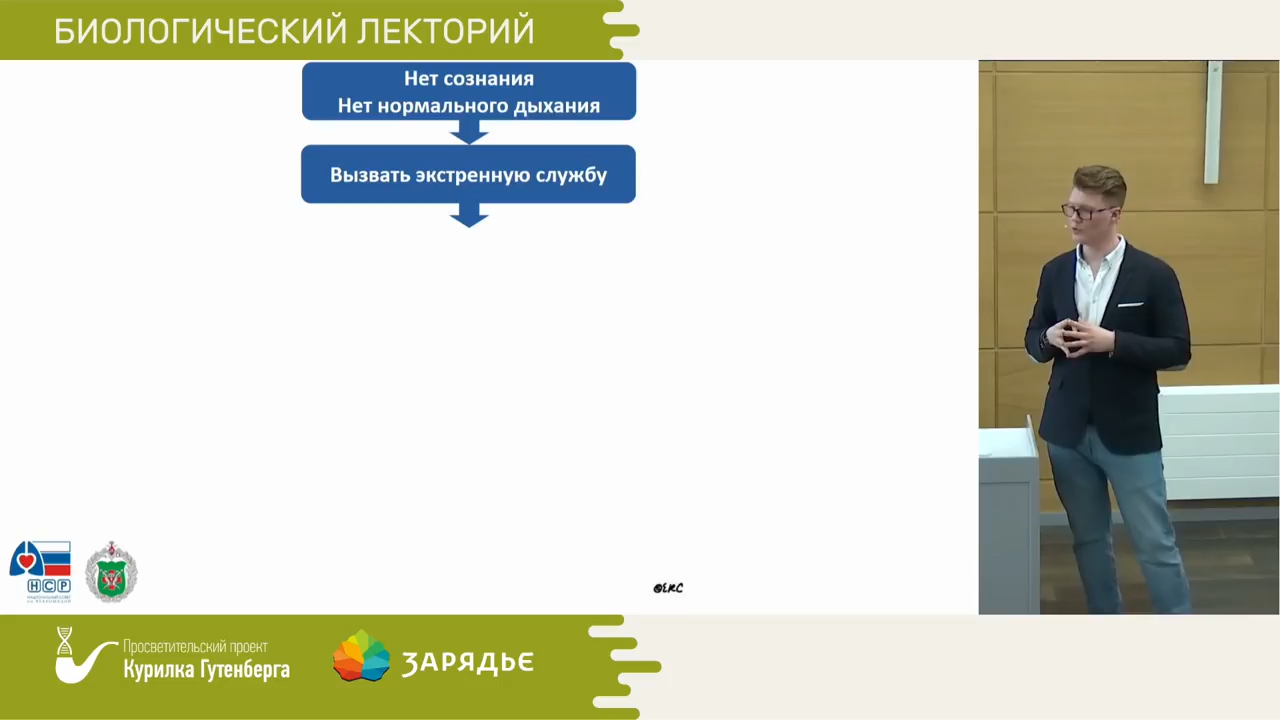 БИОЛОГИЧЕСКИЙ ЛЕКТОРИЙ
Нет сознания
Нет нормального дыхания
Вызвать экстренную службу
НСР
@ERC
Просветительский проект
Курилка Гутенберга
ЗАРЯДЬЕ